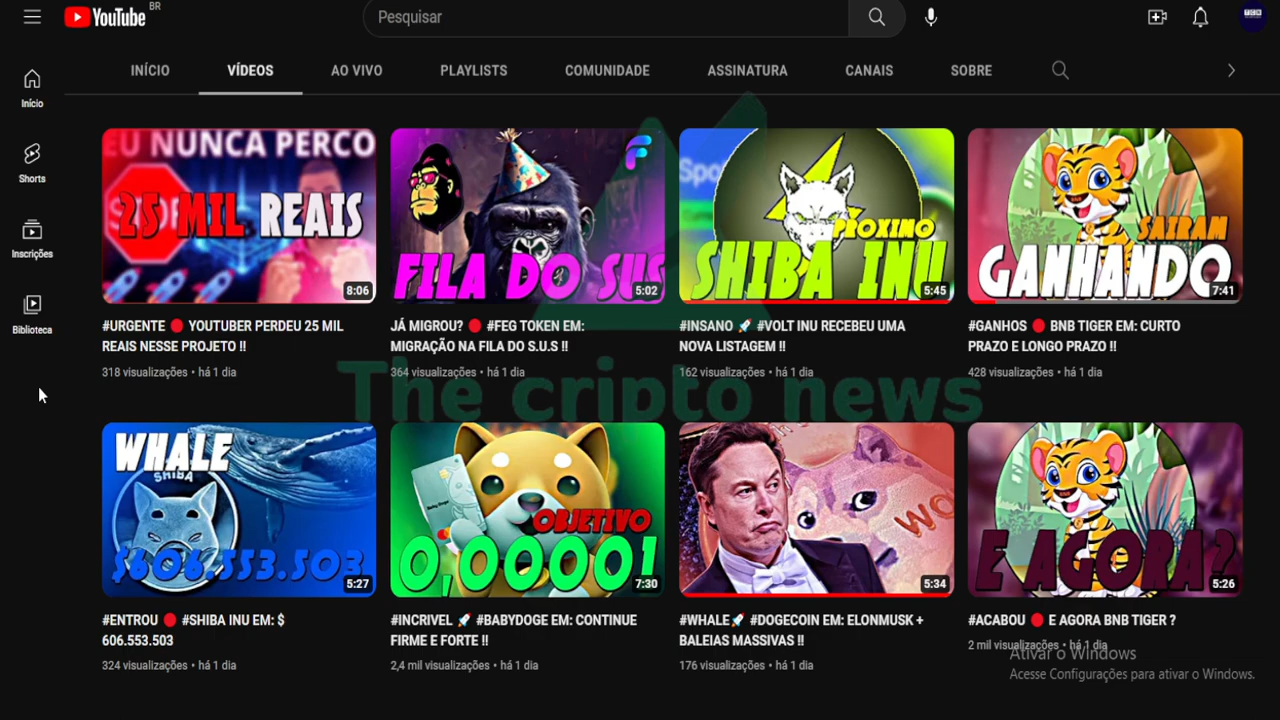 BR
YouTube
Pesquisar
INÍCIO
VÍDEOS
AO VIVO
PLAYLISTS
COMUNIDADE
ASSINATURA
CANAIS
SOBRE
Início
Shorts
Inscrições
Biblioteca
EU NUNCA PERCO
25 MIL REAIS
8:06
FILA DO SUS
5:02
Spo
PROXIMO
SHIBA INU
5:45
SAIRAM
GANHANDO
7:41
#URGENTE 🔴 YOUTUBER PERDEU 25 MIL
REAIS NESSE PROJETO !!
318 visualizações • há 1 dia
JÁ MIGROU? 🔴 #FEG TOKEN EM:
MIGRAÇÃO NA FILA DO S.U.S !!
364 visualizações • há 1 dia
#INSANO 🚀 #VOLT INU RECEBEU UMA
NOVA LISTAGEM !!
162 visualizações • há 1 dia
#GANHOS 🔴 BNB TIGER EM: CURTO
PRAZO E LONGO PRAZO !!
428 visualizações • há 1 dia
The cripto news
WHALE
SHIBA
$606.553.503
5:27
OBJETIVO
0,00001
7:30
WO
5:34
E AGORA?
5:26
#ENTROU 🔴 #SHIBA INU EM: $
606.553.503
324 visualizações • há 1 dia
#INCRIVEL 🚀 #BABYDOGE EM: CONTINUE
FIRME E FORTE !!
2,4 mil visualizações • há 1 dia
#WHALE🚀 #DOGECOIN EM: ELONMUSK +
BALEIAS MASSIVAS !!
176 visualizações • há 1 dia
#ACABOU 🔴 E AGORA BNB TIGER ?
2 mil visualizações • há 1 dia
Ativar o Windows
Acesse Configurações para ativar o Windows.